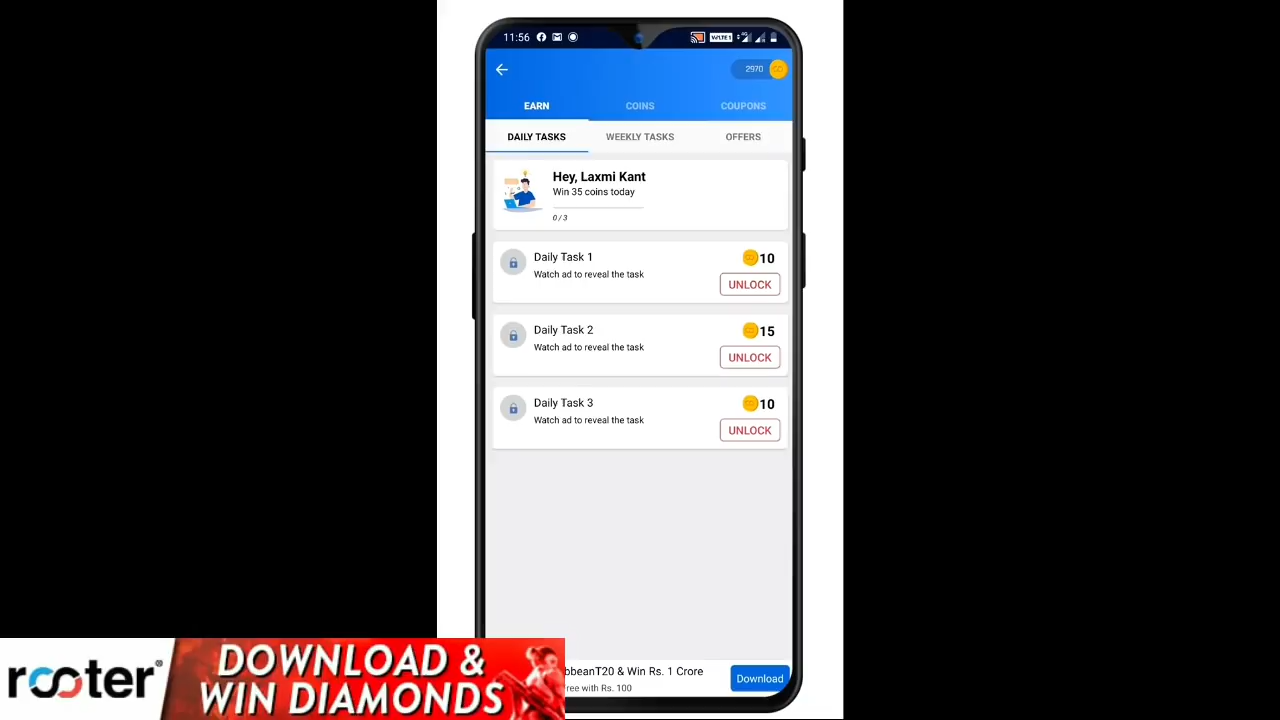 11:56
VoLTE 1
4G
2970
EARN COINS COUPONS
DAILY TASKS WEEKLY TASKS OFFERS
Hey, Laxmi Kant
Win 35 coins today
0 / 3
Daily Task 1
10
Watch ad to reveal the task
UNLOCK
Daily Task 2
15
Watch ad to reveal the task
UNLOCK
Daily Task 3
10
Watch ad to reveal the task
UNLOCK
bbeanT20 & Win Rs. 1 Crore
ree with Rs. 100
Download
rooter®
DOWNLOAD &
WIN DIAMONDS